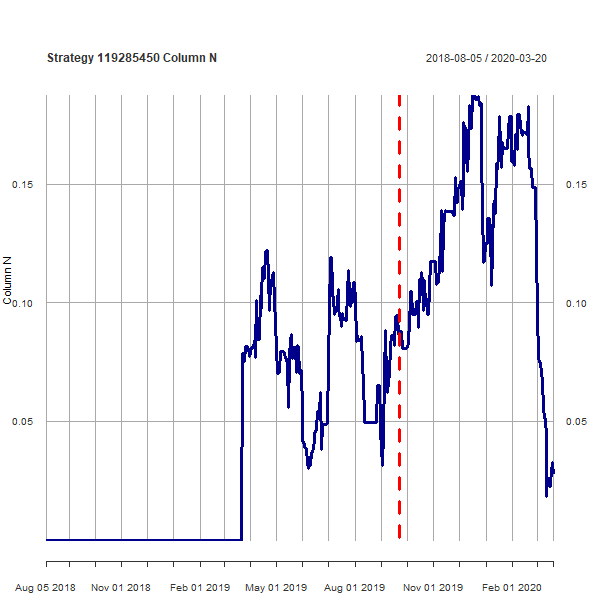 Strategy 119285450 Column N 2018-08-05 / 2020-03-20
0.15 0.15
0.10 0.10
0.05 0.05
Column N
Aug 05 2018 Nov 01 2018 Feb 01 2019 May 01 2019 Aug 01 2019 Nov 01 2019 Feb 01 2020